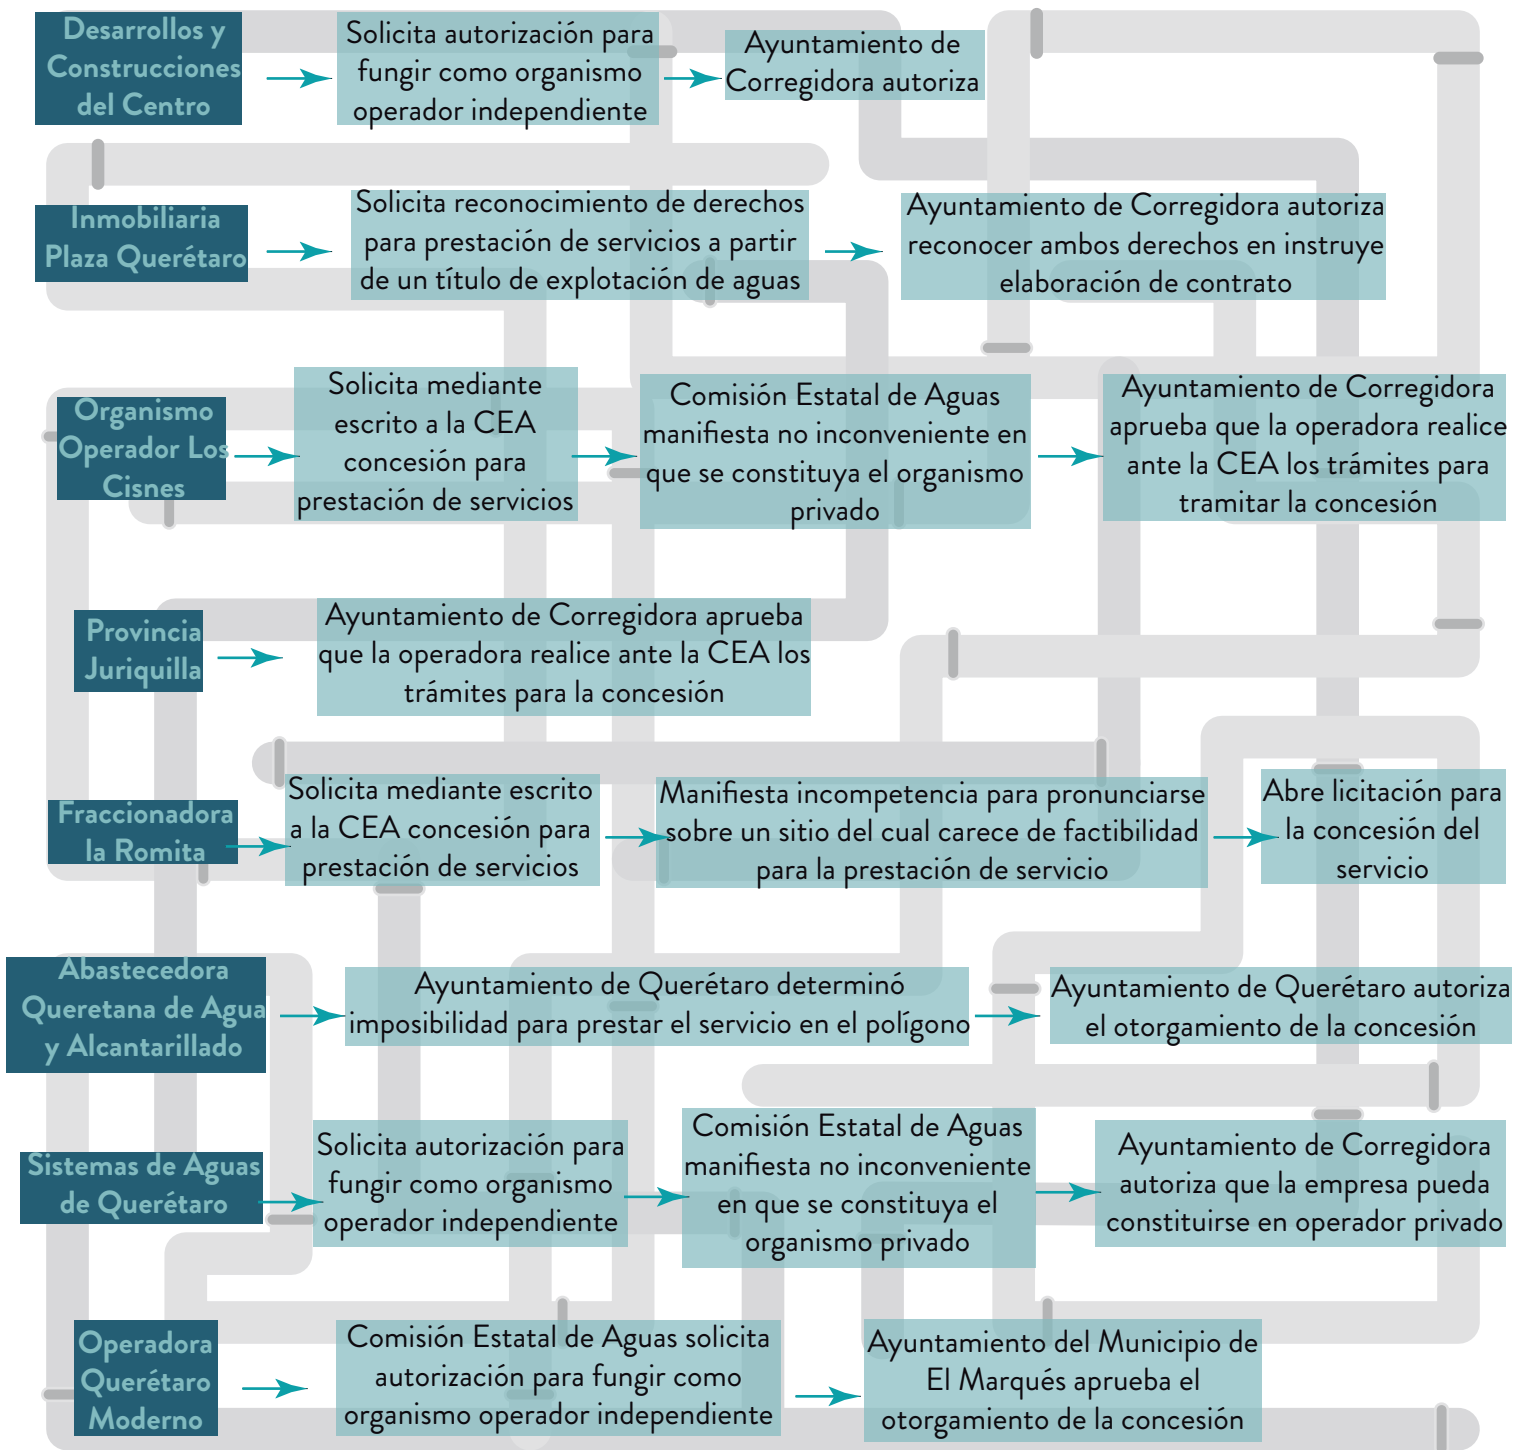 Desarrollos y
Construcciones
del Centro
Solicita autorización para
fungir como organismo
operador independiente
Ayuntamiento de
Corregidora autoriza
Inmobiliaria
Plaza Querétaro
Solicita reconocimiento de derechos
para prestación de servicios a partir
de un título de explotación de aguas
Ayuntamiento de Corregidora autoriza
reconocer ambos derechos en instruye
elaboración de contrato
Organismo
Operador Los
Cisnes
Solicita mediante
escrito a la CEA
concesión para
prestación de servicios
Comisión Estatal de Aguas
manifiesta no inconveniente en
que se constituya el organismo
privado
Ayuntamiento de Corregidora
aprueba que la operadora realice
ante la CEA los trámites para
tramitar la concesión
Provincia
Juriquilla
Ayuntamiento de Corregidora aprueba
que la operadora realice ante la CEA los
trámites para la concesión
Fraccionadora
la Romita
Solicita mediante escrito
a la CEA concesión para
prestación de servicios
Manifiesta incompetencia para pronunciarse
sobre un sitio del cual carece de factibilidad
para la prestación de servicio
Abre licitación para
la concesión del
servicio
Abastecedora
Queretana de Agua
y Alcantarillado
Ayuntamiento de Querétaro determinó
imposibilidad para prestar el servicio en el polígono
Ayuntamiento de Querétaro autoriza
el otorgamiento de la concesión
Sistemas de Aguas
de Querétaro
Solicita autorización para
fungir como organismo
operador independiente
Comisión Estatal de Aguas
manifiesta no inconveniente
en que se constituya el
organismo privado
Ayuntamiento de Corregidora
autoriza que la empresa pueda
constituirse en operador privado
Operadora
Querétaro
Moderno
Comisión Estatal de Aguas solicita
autorización para fungir como
organismo operador independiente
Ayuntamiento del Municipio de
El Marqués aprueba el
otorgamiento de la concesión